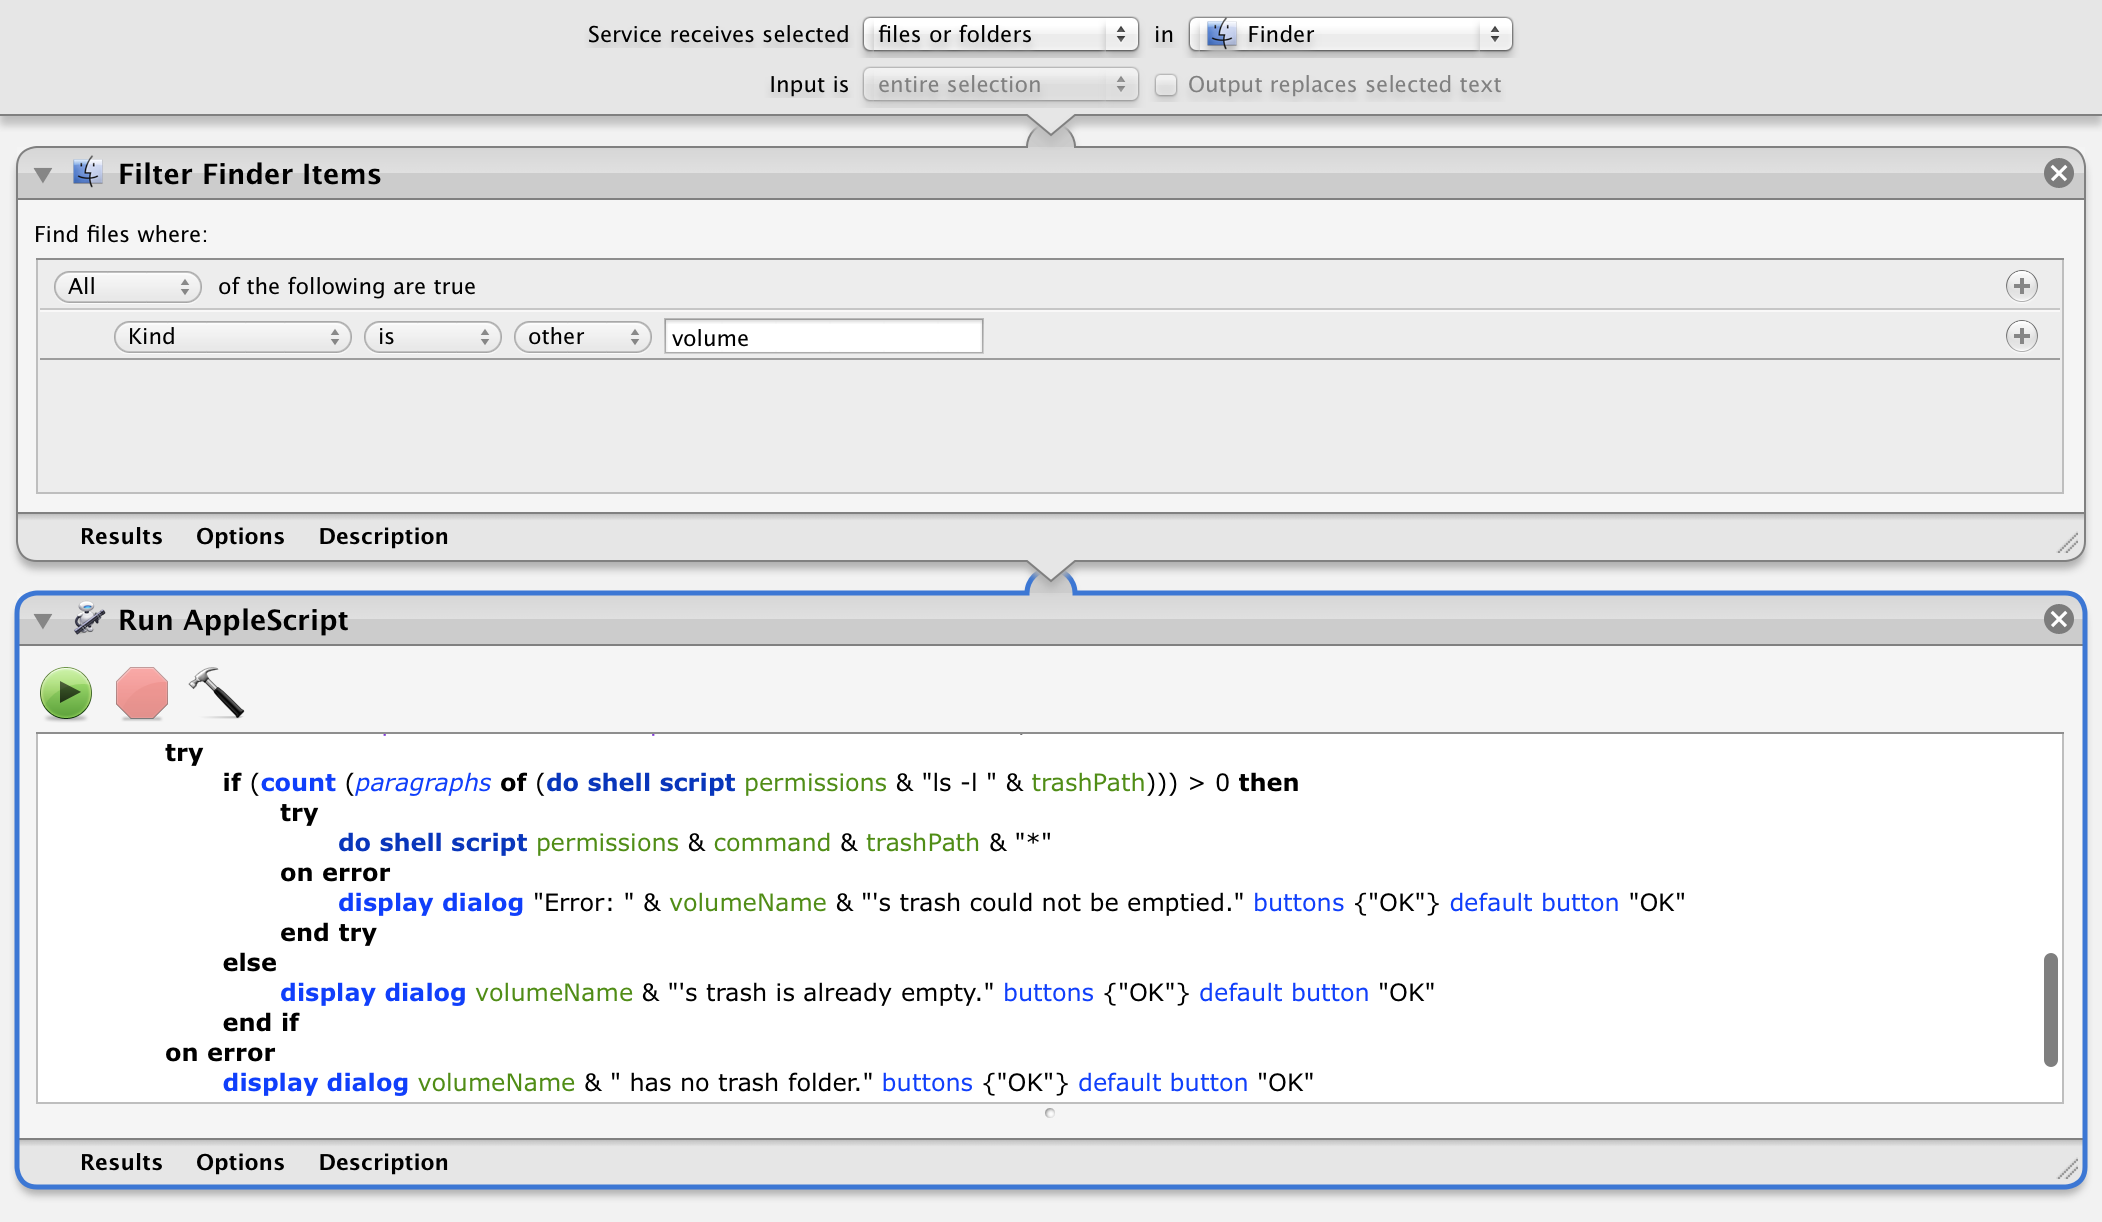 Service receives selected files or folders in Finder
Input is entire selection Output replaces selected text
Filter Finder Items
Find files where:
All of the following are true
Kind is other volume
Results Options Description
Run AppleScript
try
if (count (paragraphs of (do shell script permissions & "ls -l " & trashPath))) > 0 then
try
do shell script permissions & command & trashPath & "*"
on error
display dialog "Error: " & volumeName & "'s trash could not be emptied." buttons {"OK"} default button "OK"
end try
else
display dialog volumeName & "'s trash is already empty." buttons {"OK"} default button "OK"
end if
on error
display dialog volumeName & " has no trash folder." buttons {"OK"} default button "OK"
Results Options Description